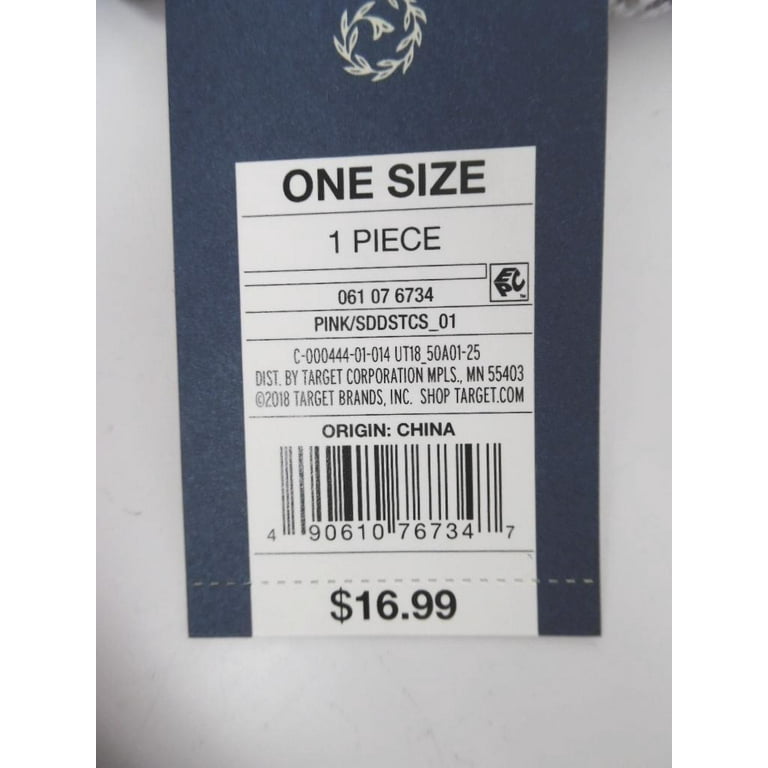 ONE SIZE
1 PIECE
EPC™
061 07 6734
PINK/SDDSTCS_01
C-000444-01-014 UT18_50A01-25
DIST. BY TARGET CORPORATION MPLS., MN 55403
©2018 TARGET BRANDS, INC. SHOP TARGET.COM
ORIGIN: CHINA
4 90610 76734 7
$16.99